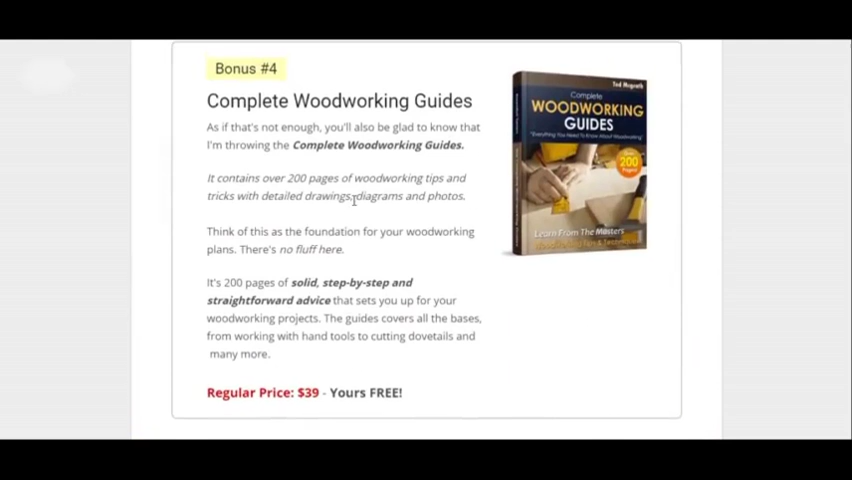 Bonus #4
Complete Woodworking Guides
As if that's not enough, you'll also be glad to know that
I'm throwing the Complete Woodworking Guides.
It contains over 200 pages of woodworking tips and
tricks with detailed drawings, diagrams and photos.
Think of this as the foundation for your woodworking
plans. There's no fluff here.
It's 200 pages of solid, step-by-step and
straightforward advice that sets you up for your
woodworking projects. The guides covers all the bases,
from working with hand tools to cutting dovetails and
many more.
Regular Price: $39 - Yours FREE!
Ted Mcgrath
Complete
WOODWORKING
GUIDES
"Everything You Need To Know About Woodworking"
Over
200
Pages!
Learn From The Masters